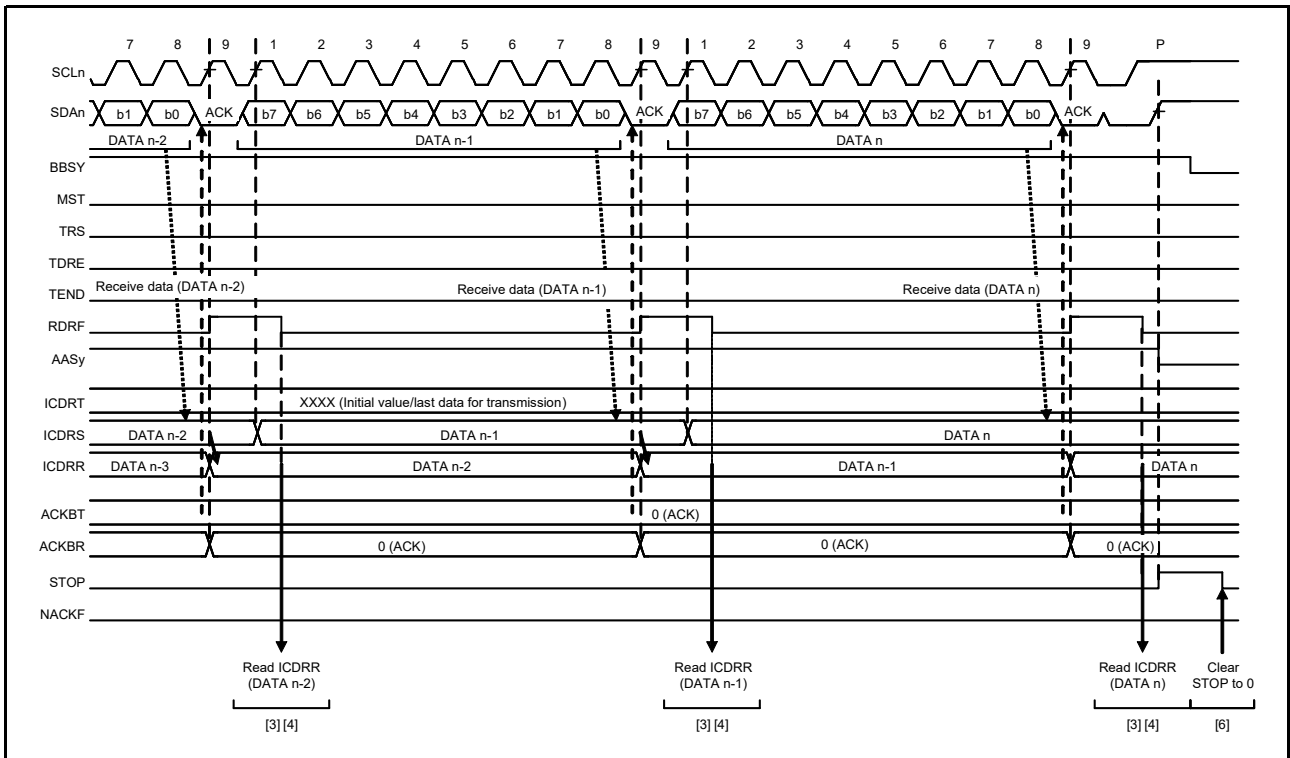 7 8 9 1 2 3 4 5 6 7 8 9 1 2 3 4 5 6 7 8 9 P
SCLn
SDAn b1 b0 ACK b7 b6 b5 b4 b3 b2 b1 b0 ACK b7 b6 b5 b4 b3 b2 b1 b0 ACK
DATA n-2 DATA n-1 DATA n
BBSY
MST
TRS
TDRE
Receive data (DATA n-2) Receive data (DATA n-1) Receive data (DATA n)
TEND
RDRF
AASy
ICDRT XXXX (Initial value/last data for transmission)
ICDRS DATA n-2 DATA n-1 DATA n
ICDRR DATA n-3 DATA n-2 DATA n-1 DATA n
ACKBT 0 (ACK)
ACKBR 0 (ACK) 0 (ACK) 0 (ACK)
STOP
NACKF
Read ICDRR Read ICDRR Read ICDRR Clear
(DATA n-2) (DATA n-1) (DATA n) STOP to 0
[3] [4] [3] [4] [3] [4] [6]